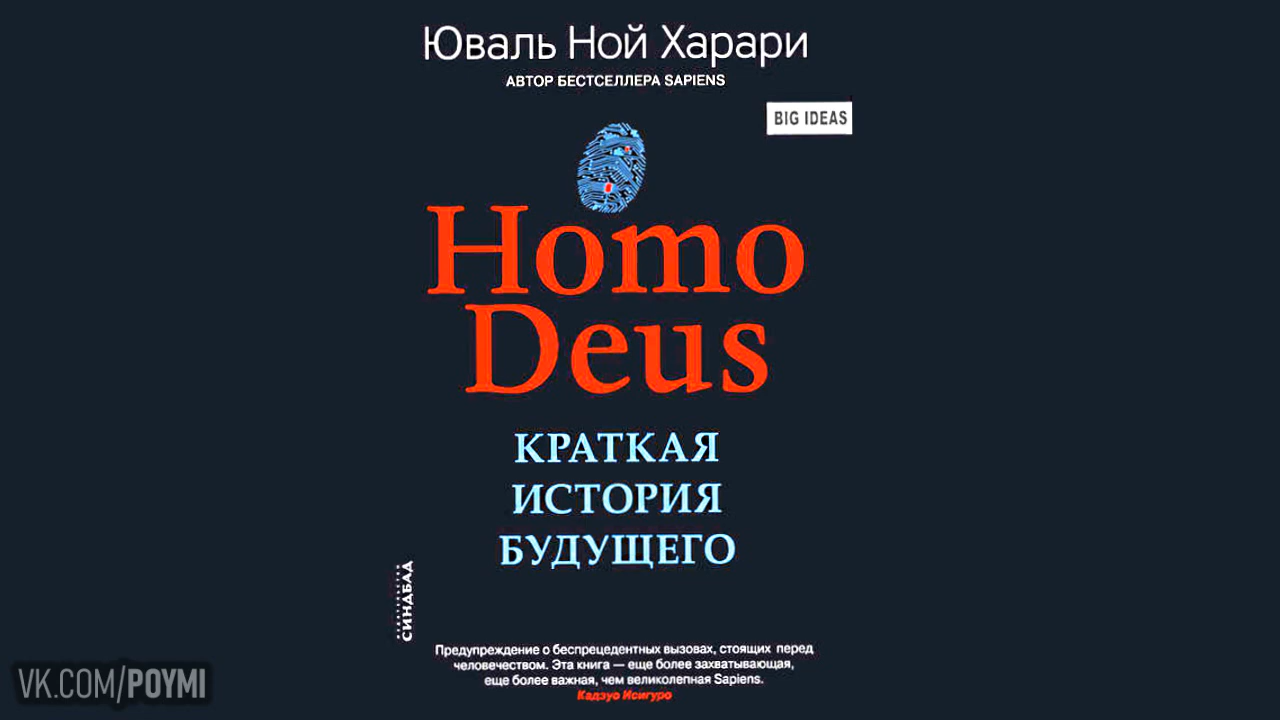 Юваль Ной Харари
АВТОР БЕСТСЕЛЛЕРА SAPIENS
BIG IDEAS
Homo
Deus
КРАТКАЯ
ИСТОРИЯ
БУДУЩЕГО
ИЗДАТЕЛЬСТВО
СИНДБАД
Предупреждение о беспрецедентных вызовах, стоящих перед
человечеством. Эта книга — еще более захватывающая,
еще более важная, чем великолепная Sapiens.
Кадзуо Исигуро
VK.COM/POYMI